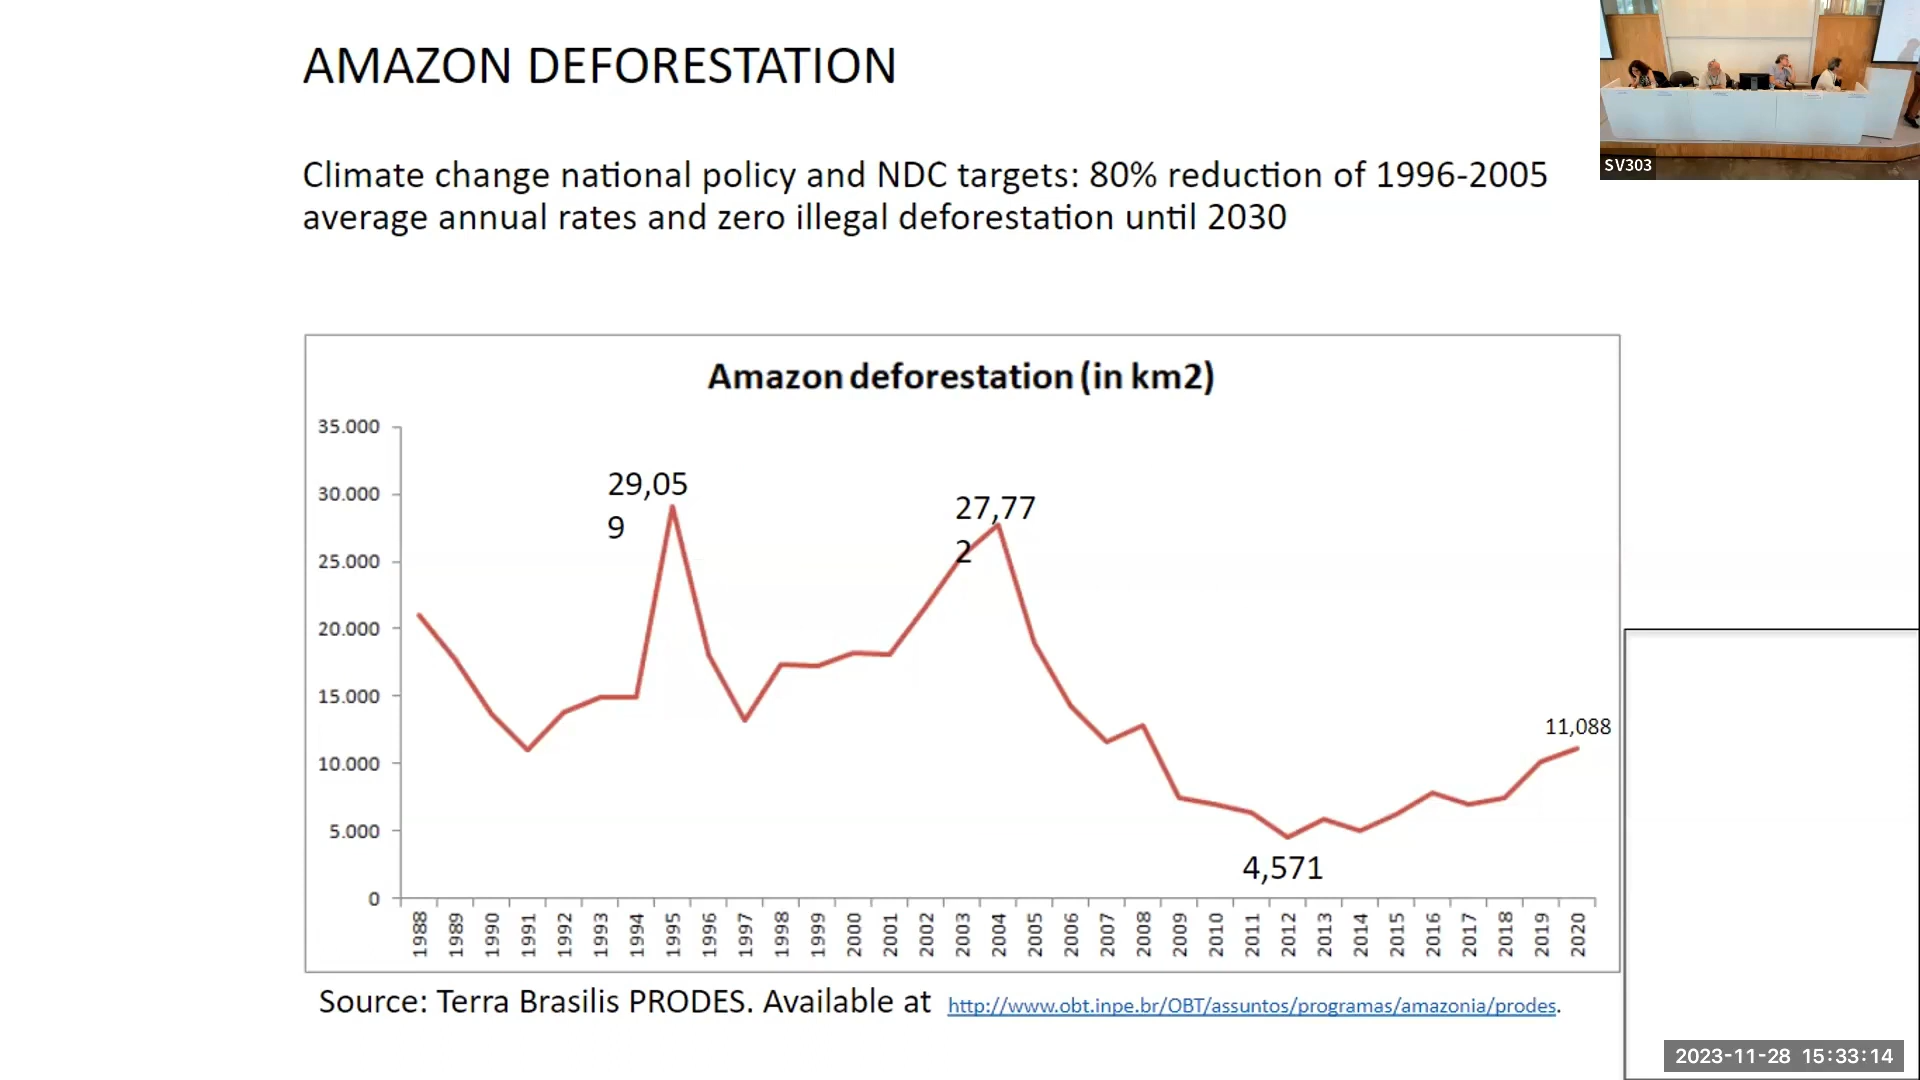 AMAZON DEFORESTATION
SV303
Climate change national policy and NDC targets: 80% reduction of 1996-2005
average annual rates and zero illegal deforestation until 2030
Amazon deforestation (in km2)
35.000
30.000
25.000
20.000
15.000
10.000
5.000
0
29,05
9
27,77
2
11,088
4,571
1988 1989 1990 1991 1992 1993 1994 1995 1996 1997 1998 1999 2000 2001 2002 2003 2004 2005 2006 2007 2008 2009 2010 2011 2012 2013 2014 2015 2016 2017 2018 2019 2020
Source: Terra Brasilis PRODES. Available at http://www.obt.inpe.br/OBT/assuntos/programas/amazonia/prodes.
2023-11-28 15:33:14